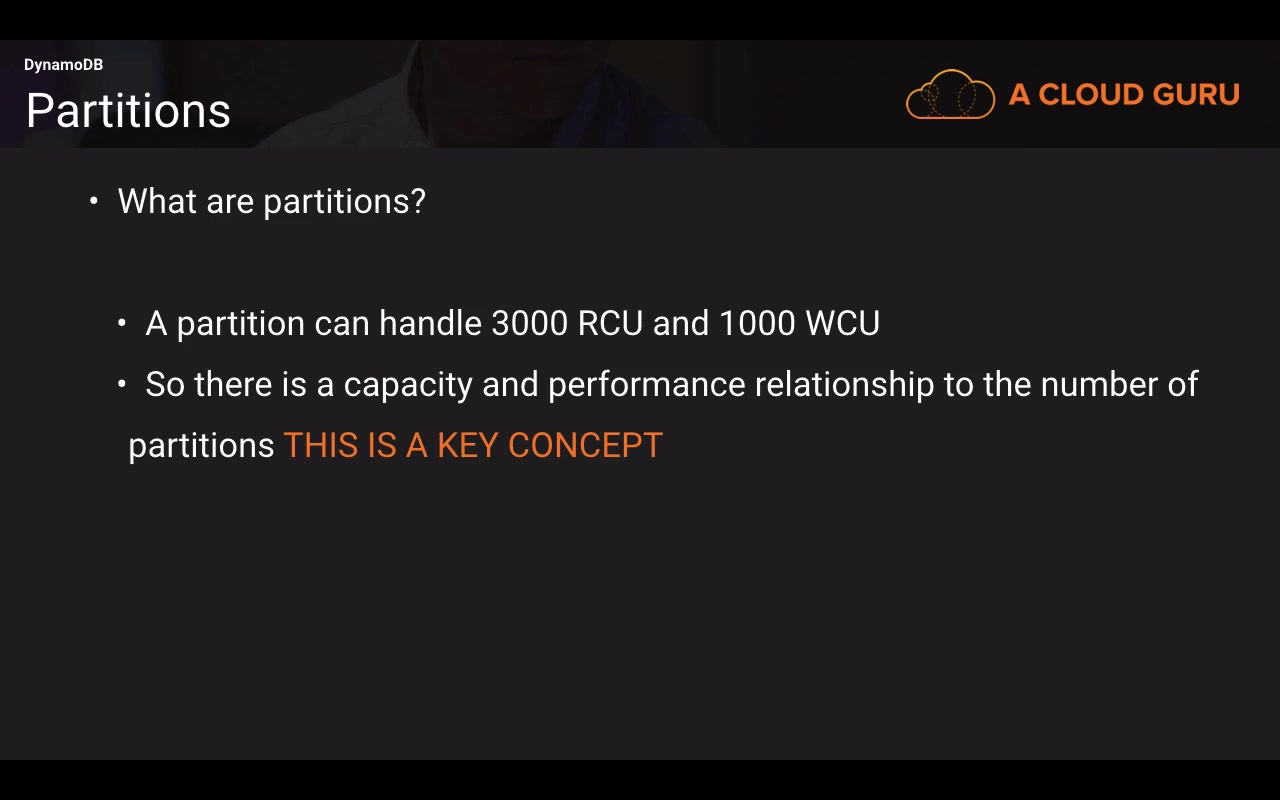 DynamoDB
Partitions
A CLOUD GURU
• What are partitions?
• A partition can handle 3000 RCU and 1000 WCU
• So there is a capacity and performance relationship to the number of
partitions THIS IS A KEY CONCEPT